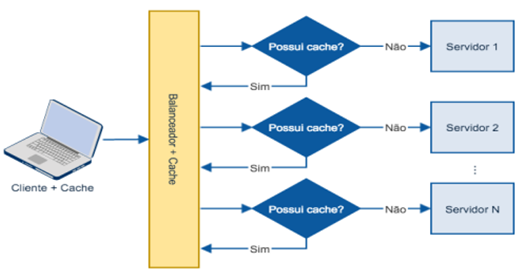 Possui cache?
Não
Servidor 1
Sim
Balanceador + Cache
Possui cache?
Não
Servidor 2
Cliente + Cache
Sim
Possui cache?
Não
Servidor N
Sim